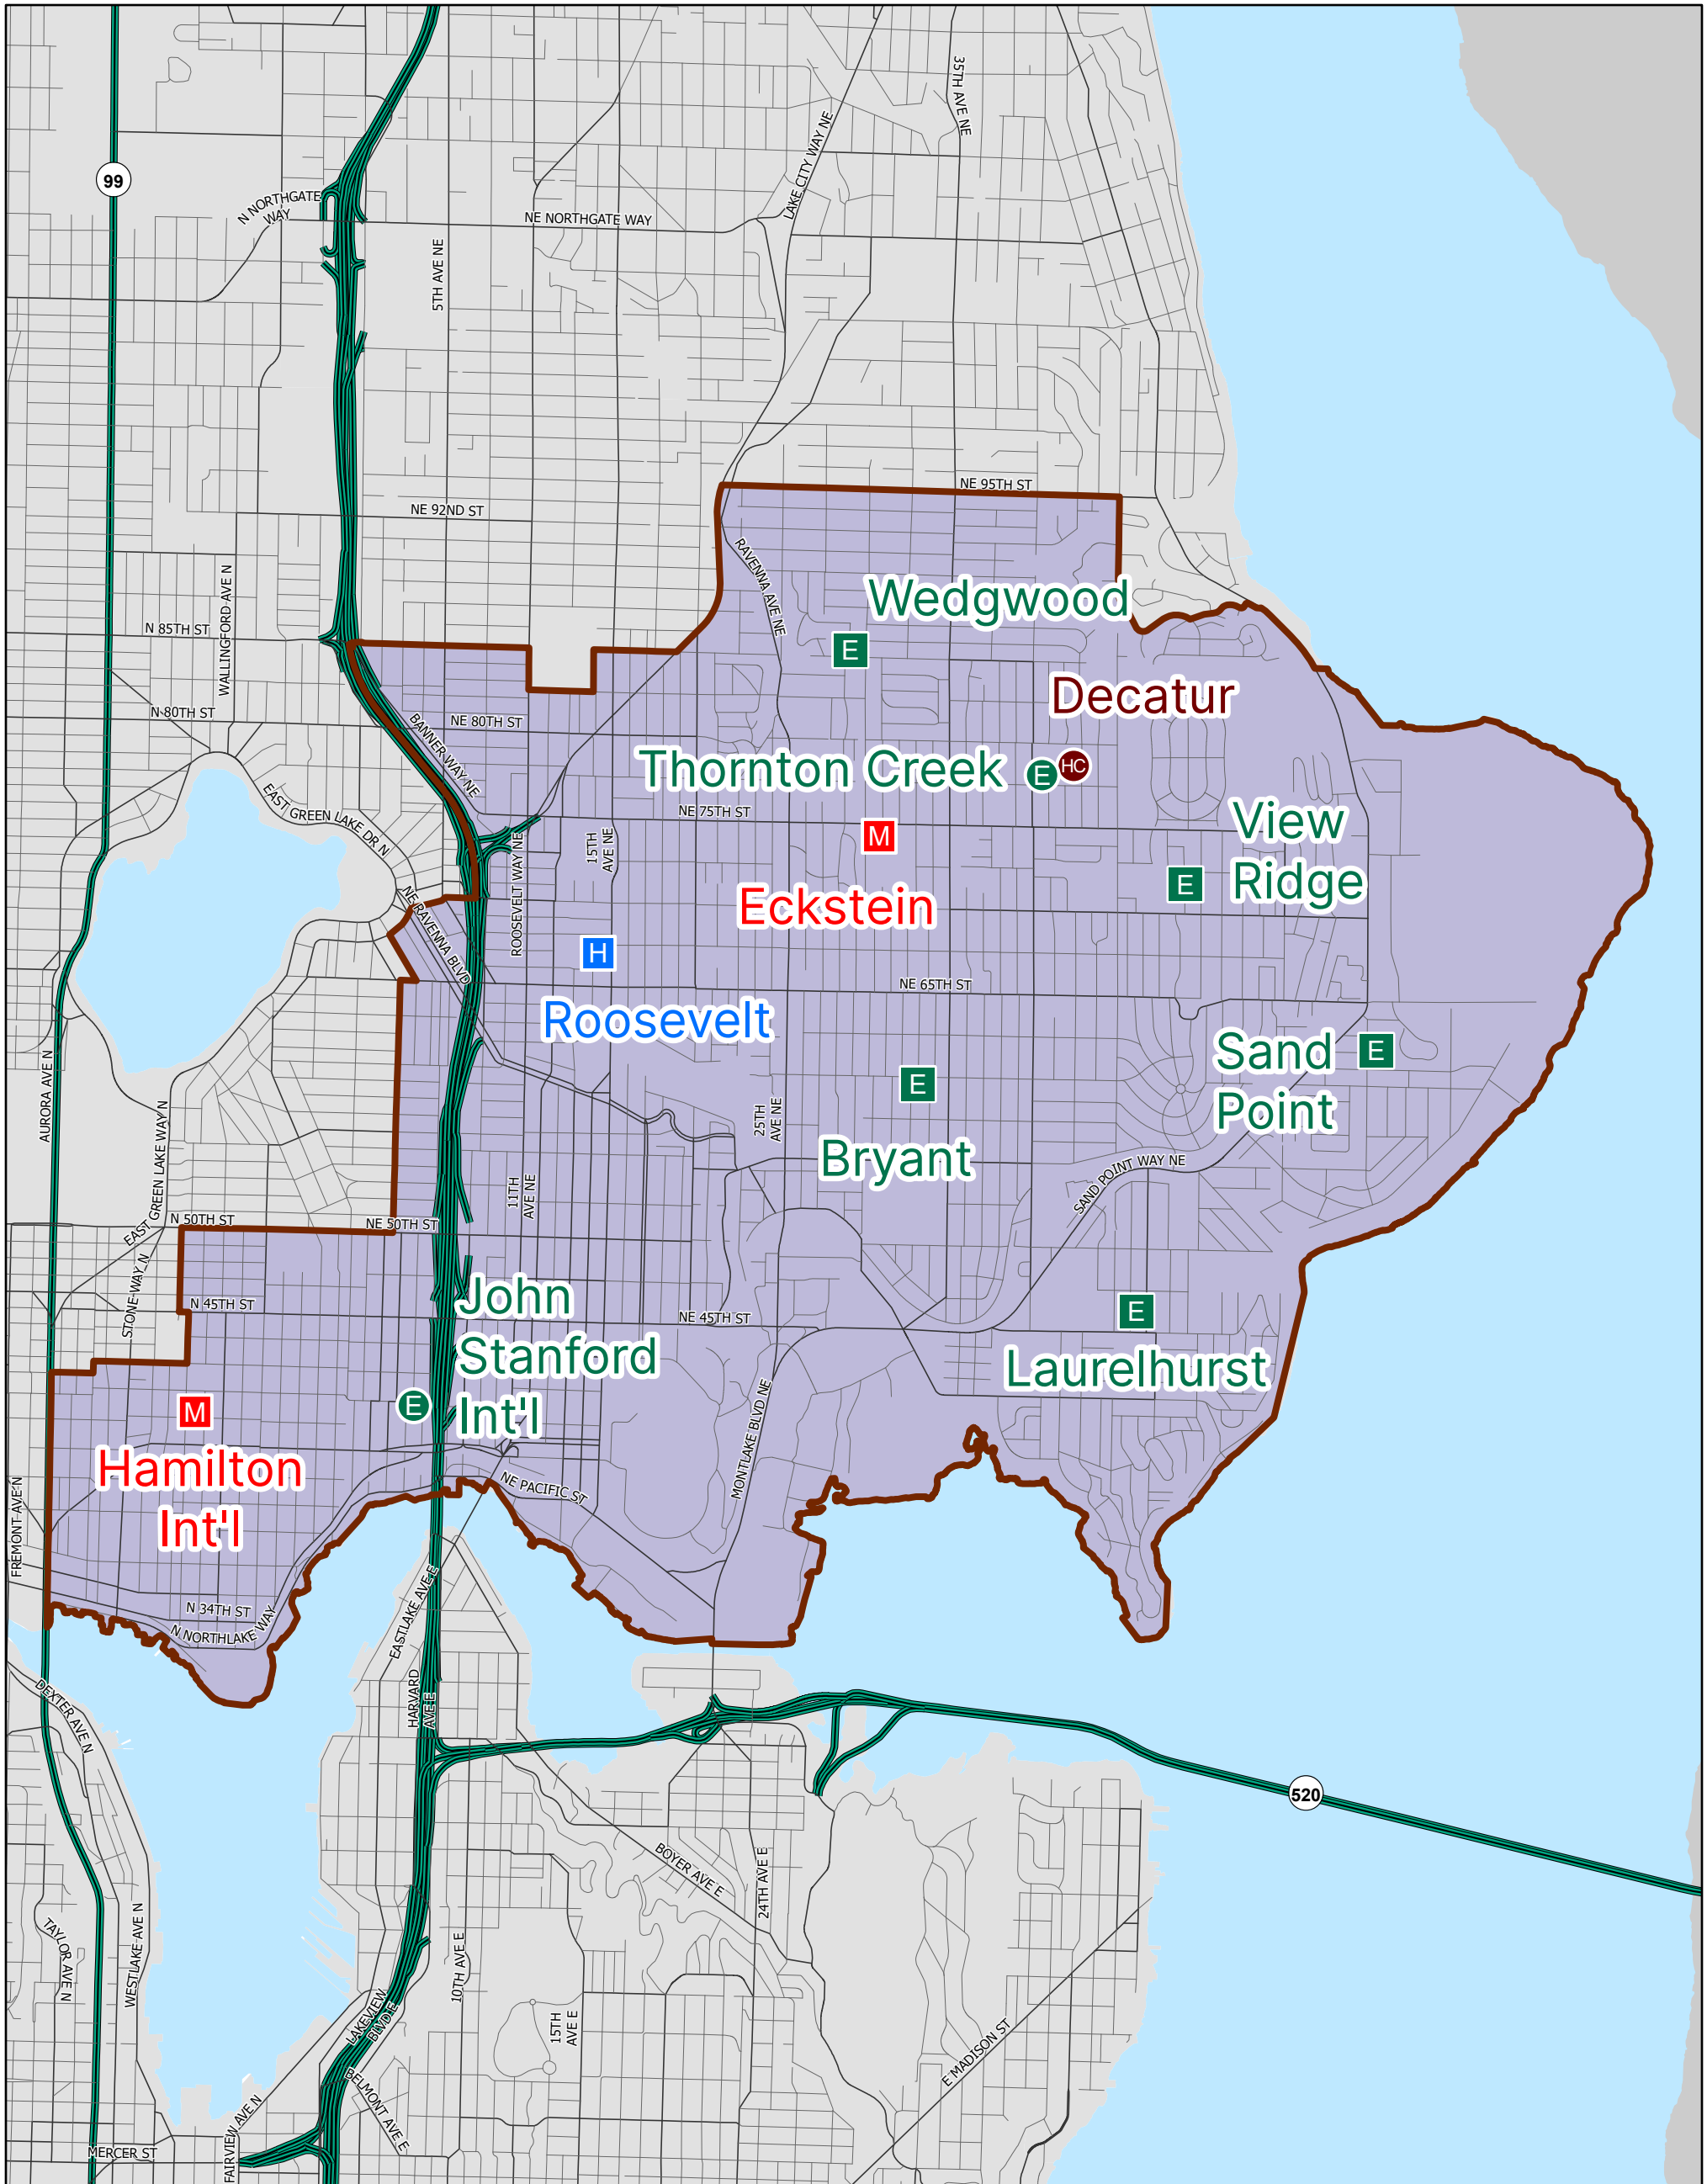 35TH AVE NE
LAKE CITY WAY NE
99
N NORTHGATE
WAY
NE NORTHGATE WAY
5TH AVE NE
NE 95TH ST
NE 92ND ST
RAVENNA AVE NE
WALLINGFORD AVE N
Wedgwood
N 85TH ST
E
Decatur
N 80TH ST
BANNER WAY NE
NE 80TH ST
Thornton Creek
E
HC
EAST GREEN LAKE DR N
NE 75TH ST
View
Ridge
M
15TH
AVE NE
ROOSEVELT WAY NE
E
Eckstein
NE RAVENNA BLVD
H
NE 65TH ST
Roosevelt
Sand
Point
E
E
AURORA AVE N
25TH
AVE NE
Bryant
EAST GREEN LAKE WAY N
SAND POINT WAY NE
11TH
AVE NE
N 50TH ST
NE 50TH ST
STONE WAY N
John
Stanford
Int'l
N 45TH ST
NE 45TH ST
E
Laurelhurst
E
M
MONTLAKE BLVD NE
Hamilton
Int'l
NE PACIFIC ST
FREMONT AVE N
N 34TH ST
N NORTHLAKE WAY
EASTLAKE AVE E
HARVARD
AVE E
DEXTER AVE N
520
BOYER AVE E
24TH AVE E
TAYLOR AVE N
WESTLAKE AVE N
10TH AVE E
LAKEVIEW
BLVD E
15TH
AVE E
E MADISON ST
BELMONT AVE E
FAIRVIEW AVE N
MERCER ST